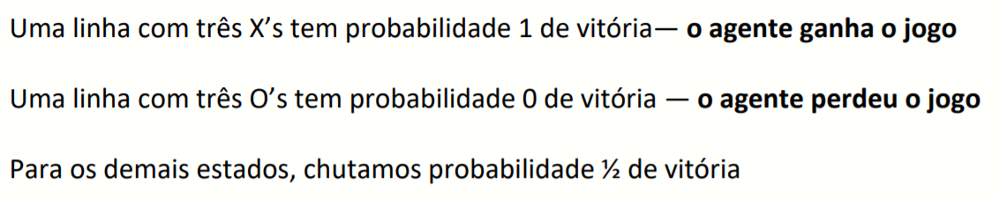 Uma linha com três X’s tem probabilidade 1 de vitória— o agente ganha o jogo
Uma linha com três O’s tem probabilidade 0 de vitória — o agente perdeu o jogo
Para os demais estados, chutamos probabilidade ½ de vitória